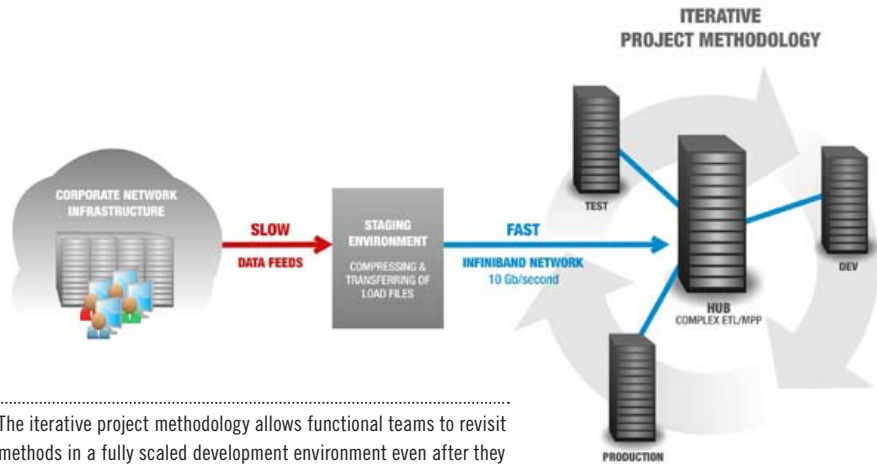 ITERATIVE
PROJECT METHODOLOGY
CORPORATE NETWORK
INFRASTRUCTURE
SLOW
DATA FEEDS
STAGING
ENVIRONMENT
COMPRESSING &
TRANSFERRING OF
LOAD FILES
FAST
INFINIBAND NETWORK
10 Gb/second
TEST
HUB
COMPLEX ETL/MPP
DEV
PRODUCTION
The iterative project methodology allows functional teams to revisit
methods in a fully scaled development environment even after they